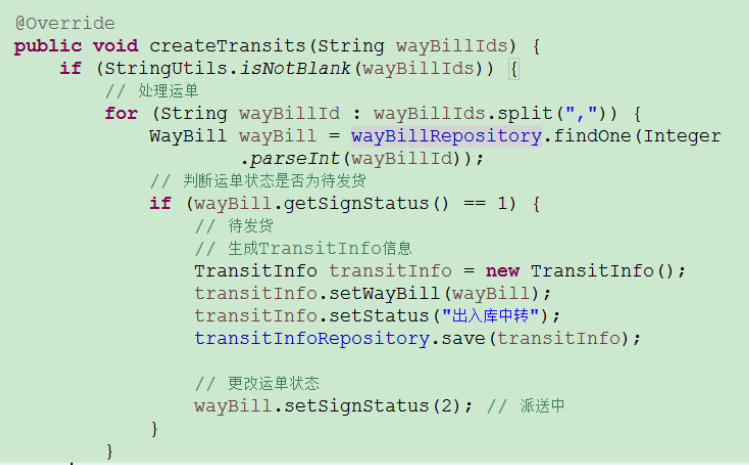 @Override
public void createTransits(String wayBillIds) {
if (StringUtils.isNotBlank(wayBillIds)) {
// 处理运单
for (String wayBillId : wayBillIds.split(",")) {
WayBill wayBill = wayBillRepository.findOne(Integer
.parseInt(wayBillId));
// 判断运单状态是否为待发货
if (wayBill.getSignStatus() == 1) {
// 待发货
// 生成TransitInfo信息
TransitInfo transitInfo = new TransitInfo();
transitInfo.setWayBill(wayBill);
transitInfo.setStatus("出入库中转");
transitInfoRepository.save(transitInfo);
// 更改运单状态
wayBill.setSignStatus(2); // 派送中
}
}